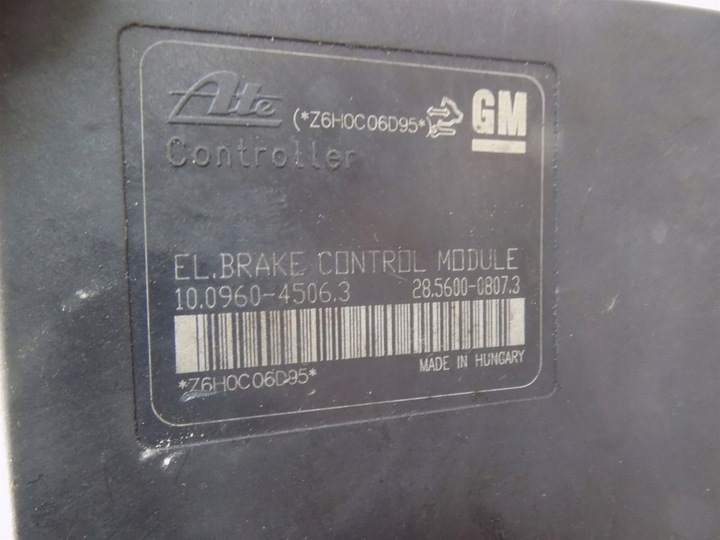 Ate (*Z6H0C06D95*) GM
Controller
EL.BRAKE CONTROL MODULE
10.0960-4506.3 28.5600-0807.3
MADE IN HUNGARY
*Z6H0C06D95*